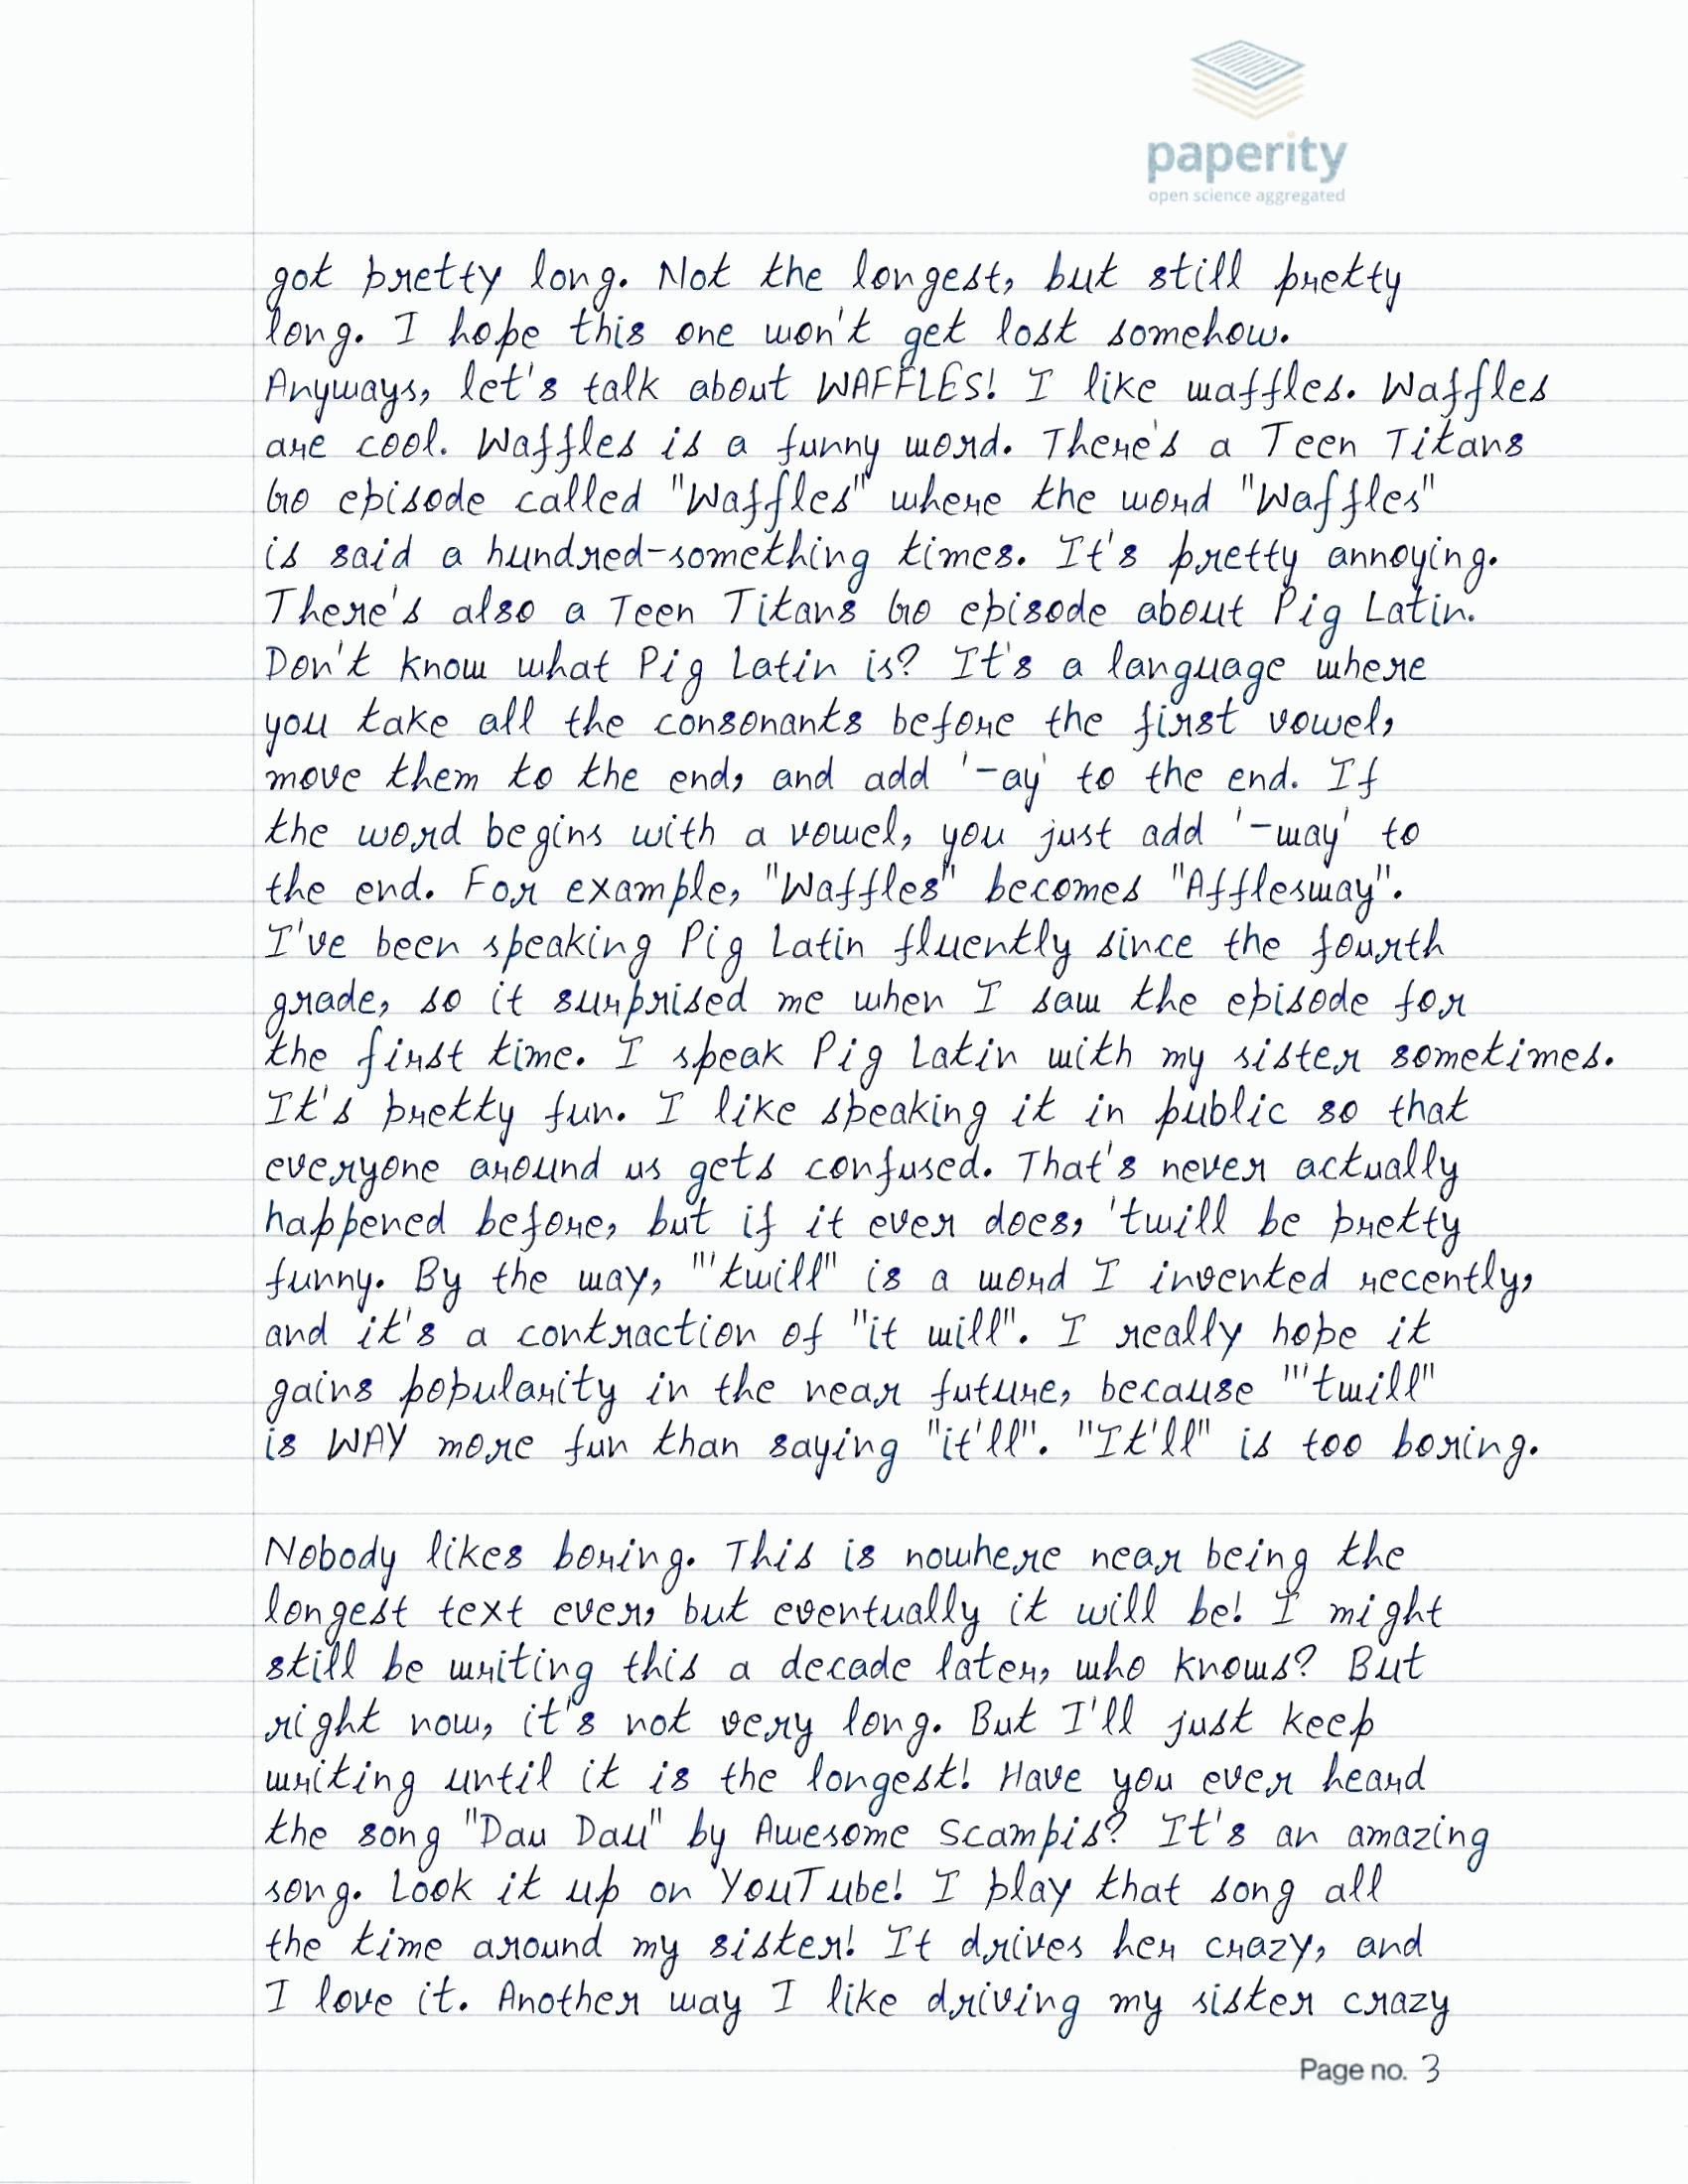 paperity
open science aggregated
got pretty long. Not the longest, but still pretty
long. I hope this one won't get lost somehow.
Anyways, let's talk about WAFFLES! I like waffles. Waffles
are cool. Waffles is a funny word. There's a Teen Titans
Go episode called "Waffles" where the word "Waffles"
is said a hundred-something times. It's pretty annoying.
There's also a Teen Titans Go episode about Pig Latin.
Don't know what Pig Latin is? It's a language where
you take all the consonants before the first vowel,
move them to the end, and add '-ay' to the end. If
the word begins with a vowel, you just add '-way' to
the end. For example, "Waffles" becomes "Afflesway".
I've been speaking Pig Latin fluently since the fourth
grade, so it surprised me when I saw the episode for
the first time. I speak Pig Latin with my sister sometimes.
It's pretty fun. I like speaking it in public so that
everyone around us gets confused. That's never actually
happened before, but if it ever does, 'twill be pretty
funny. By the way, "'twill" is a word I invented recently,
and it's a contraction of "it will". I really hope it
gains popularity in the near future, because "'twill"
is WAY more fun than saying "it'll". "It'll" is too boring.
Nobody likes boring. This is nowhere near being the
longest text ever, but eventually it will be! I might
still be writing this a decade later, who knows? But
right now, it's not very long. But I'll just keep
writing until it is the longest! Have you ever heard
the song "Dau Dau" by Awesome Scampis? It's an amazing
song. Look it up on YouTube! I play that song all
the time around my sister! It drives her crazy, and
I love it. Another way I like driving my sister crazy
Page no. 3